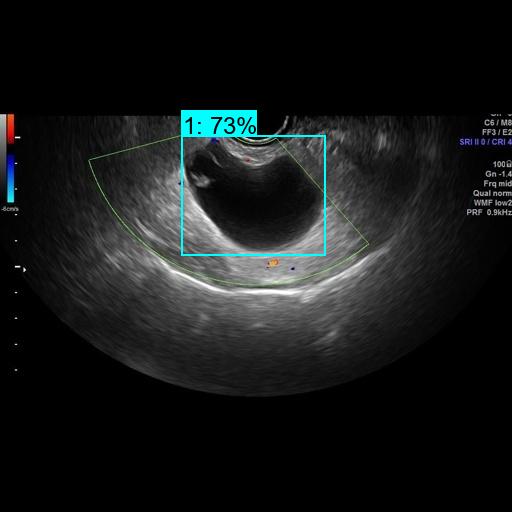 1: 73%
C6 / M8
FF3 / E2
SRI II 0 / CRI 4
Gn -1.4
Frq mid
Qual norm
WMF low2
PRF 0.9kHz
-6cm/s